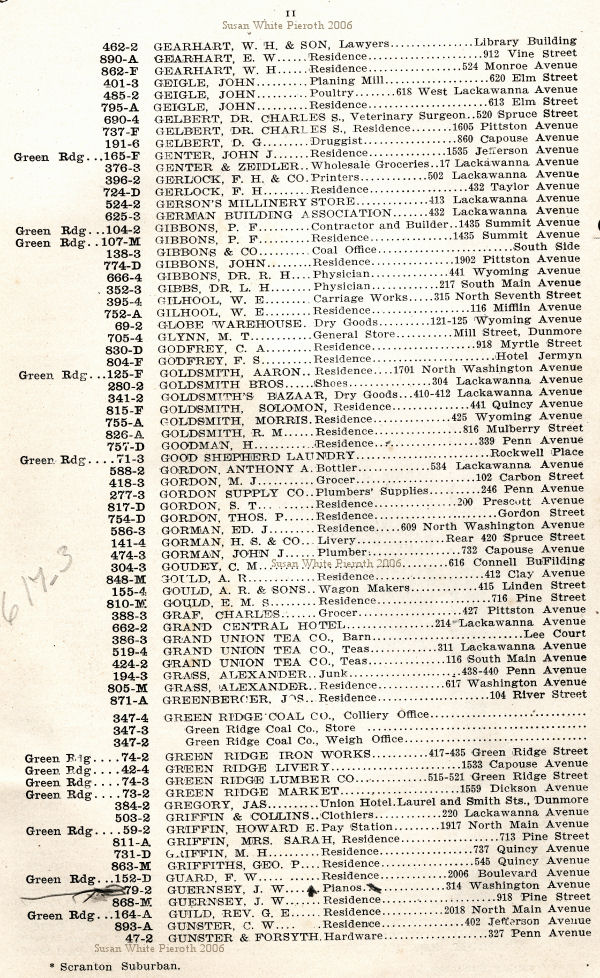 11
Susan White Pieroth 2006
462-2 GEARHART, W. H. & SON, Lawyers..........Library Building
890-A GEARHART, E. W......Residence..................912 Vine Street
862-F GEARHART, W. H......Residence..............524 Monroe Avenue
401-3 GEIGLE, JOHN........Planing Mill..................620 Elm Street
485-2 GEIGLE, JOHN........Poultry......618 West Lackawanna Avenue
795-A GEIGLE, JOHN........Residence....................613 Elm Street
690-4 GELBERT, DR. CHARLES S., Veterinary Surgeon..520 Spruce Street
737-F GELBERT, DR. CHARLES S., Residence...1605 Pittston Avenue
191-6 GELBERT, D. G.......Druggist................860 Capouse Avenue
Green Rdg...165-F GENTER, JOHN J......Residence............1535 Jefferson Avenue
376-3 GENTER & ZEIDLER..Wholesale Groceries..17 Lackawanna Avenue
396-2 GERLOCK, F. H. & CO.Printers...........502 Lackawanna Avenue
724-D GERLOCK, F. H.......Residence..............432 Taylor Avenue
524-2 GERSON'S MILLINERY STORE..........413 Lackawanna Avenue
625-3 GERMAN BUILDING ASSOCIATION.......432 Lackawanna Avenue
Green Rdg...104-2 GIBBONS, P. F.......Contractor and Builder..1435 Summit Avenue
Green Rdg...107-M GIBBONS, P. F.......Residence............1435 Summit Avenue
138-3 GIBBONS & CO........Coal Office....................South Side
774-D GIBBONS, JOHN.......Residence............1902 Pittston Avenue
666-4 GIBBONS, DR. R. H....Physician............441 Wyoming Avenue
352-3 GIBBS, DR. L. H......Physician..........217 South Main Avenue
395-4 GILHOOL, W. E.......Carriage Works.....315 North Seventh Street
752-A GILHOOL, W. E.......Residence..............116 Mifflin Avenue
69-2 GLOBE WAREHOUSE. Dry Goods..........121-125 Wyoming Avenue
705-4 GLYNN, M. T..........General Store..........Mill Street, Dunmore
830-D GODFREY, C. A.......Residence................918 Myrtle Street
804-F GODFREY, F. S........Residence....................Hotel Jermyn
Green Rdg...125-F GOLDSMITH, AARON..Residence....1701 North Washington Avenue
280-2 GOLDSMITH BROS.....Shoes..............304 Lackawanna Avenue
341-2 GOLDSMITH'S BAZAAR, Dry Goods...410-412 Lackawanna Avenue
815-F GOLDSMITH, SOLOMON, Residence..........441 Quincy Avenue
755-A GOLDSMITH, MORRIS.Residence............425 Wyoming Avenue
826-A GOLDSMITH, R. M.....Residence..............816 Mulberry Street
757-D GOODMAN, H..........Residence................339 Penn Avenue
Green Rdg....71-3 GOOD SHEPHERD LAUNDRY....................Rockwell Place
588-2 GORDON, ANTHONY A. Bottler..........534 Lackawanna Avenue
418-3 GORDON, M. J.........Grocer..................102 Carbon Street
277-3 GORDON SUPPLY CO..Plumbers' Supplies.......246 Penn Avenue
817-D GORDON, S. T.........Residence..............200 Prescott Avenue
754-D GORDON, THOS. P.....Residence..................Gordon Street
586-3 GORMAN, ED. J........Residence......609 North Washington Avenue
141-4 GORMAN, H. S. & CO...Livery............Rear 420 Spruce Street
474-3 GORMAN, JOHN J.....Plumber..............732 Capouse Avenue
304-3 GOUDEY, C. M. Susan White Pieroth 2006 616 Connell BuFilding
848-M GOULD, A. R.........Residence..................412 Clay Avenue
155-4 GOULD, A. R. & SONS..Wagon Makers..........415 Linden Street
810-M GOULD, E. M. S.......Residence..................716 Pine Street
388-3 GRAF, CHARLES.......Grocer................427 Pittston Avenue
662-2 GRAND CENTRAL HOTEL...............214 Lackawanna Avenue
386-3 GRAND UNION TEA CO., Barn......................Lee Court
519-4 GRAND UNION TEA CO., Teas.........311 Lackawanna Avenue
424-2 GRAND UNION TEA CO., Teas..........116 South Main Avenue
194-3 GRASS, ALEXANDER..Junk................438-440 Penn Avenue
805-M GRASS, ALEXANDER..Residence..........617 Washington Avenue
871-A GREENBERGER, JOS..Residence................104 River Street
347-4 GREEN RIDGE COAL CO., Colliery Office..........................
347-3 Green Ridge Coal Co., Store ..........................
347-2 Green Ridge Coal Co., Weigh Office..........................
Green Rdg....74-2 GREEN RIDGE IRON WORKS.........417-435 Green Ridge Street
Green Rdg....42-4 GREEN RIDGE LIVERY..................1533 Capouse Avenue
Green Rdg....74-3 GREEN RIDGE LUMBER CO.......515-521 Green Ridge Street
Green Rdg....73-2 GREEN RIDGE MARKET..............1559 Dickson Avenue
384-2 GREGORY, JAS.........Union Hotel.Laurel and Smith Sts., Dunmore
503-2 GRIFFIN & COLLINS..Clothiers...........220 Lackawanna Avenue
Green Rdg....59-2 GRIFFIN, HOWARD E.Pay Station......1917 North Main Avenue
811-A GRIFFIN, MRS. SARAH, Residence..............713 Pine Street
731-D GRIFFIN, M. H........Residence..............737 Quincy Avenue
863-M GRIFFITHS, GEO. P....Residence..............545 Quincy Avenue
Green Rdg...152-D GUARD, F. W..........Residence..........2006 Boulevard Avenue
79-2 GUERNSEY, J. W.......Pianos..............314 Washington Avenue
868-M GUERNSEY, J. W.......Residence................918 Pine Street
Green Rdg...164-A GUILD, REV. G. E.....Residence........2018 North Main Avenue
893-A GUNSTER, C. W........Residence............402 Jefferson Avenue
47-2 GUNSTER & FORSYTH.Hardware..............327 Penn Avenue
Susan White Pieroth 2006
* Scranton Suburban.
617-3